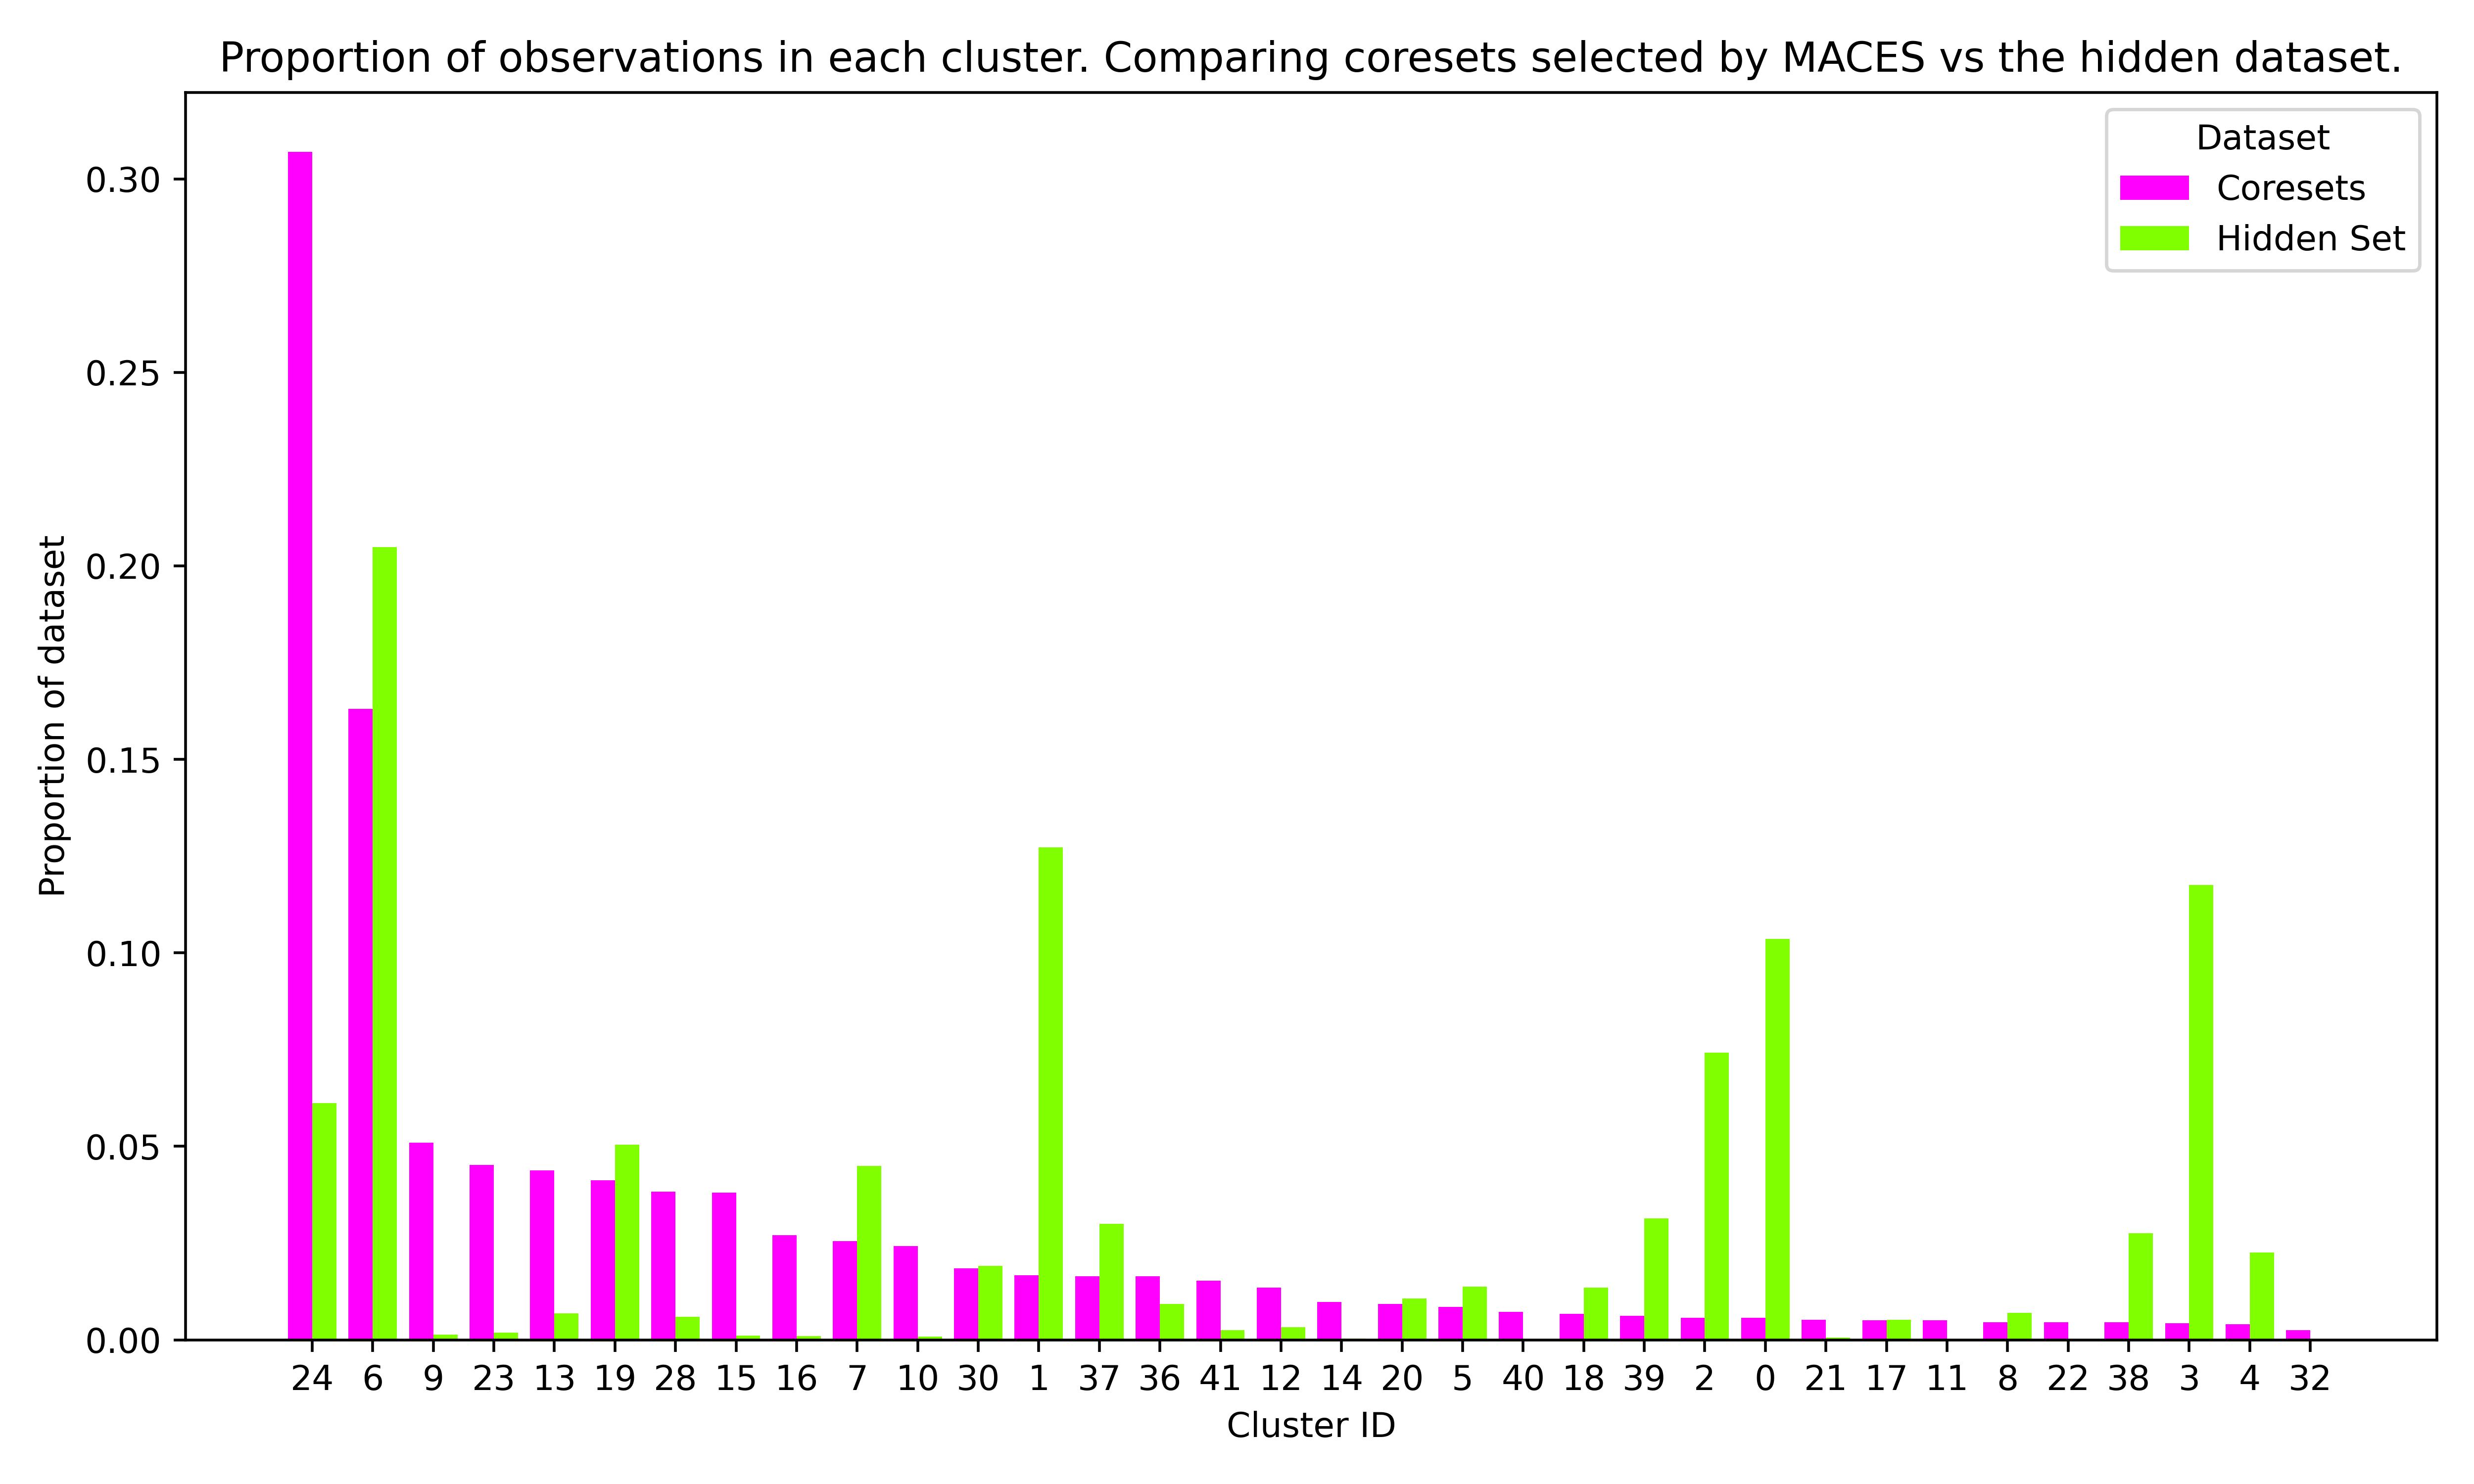 Proportion of observations in each cluster. Comparing coresets selected by MACES vs the hidden dataset.
Dataset
Coresets
Hidden Set
Proportion of dataset
0.30
0.25
0.20
0.15
0.10
0.05
0.00
24 6 9 23 13 19 28 15 16 7 10 30 1 37 36 41 12 14 20 5 40 18 39 2 0 21 17 11 8 22 38 3 4 32
Cluster ID